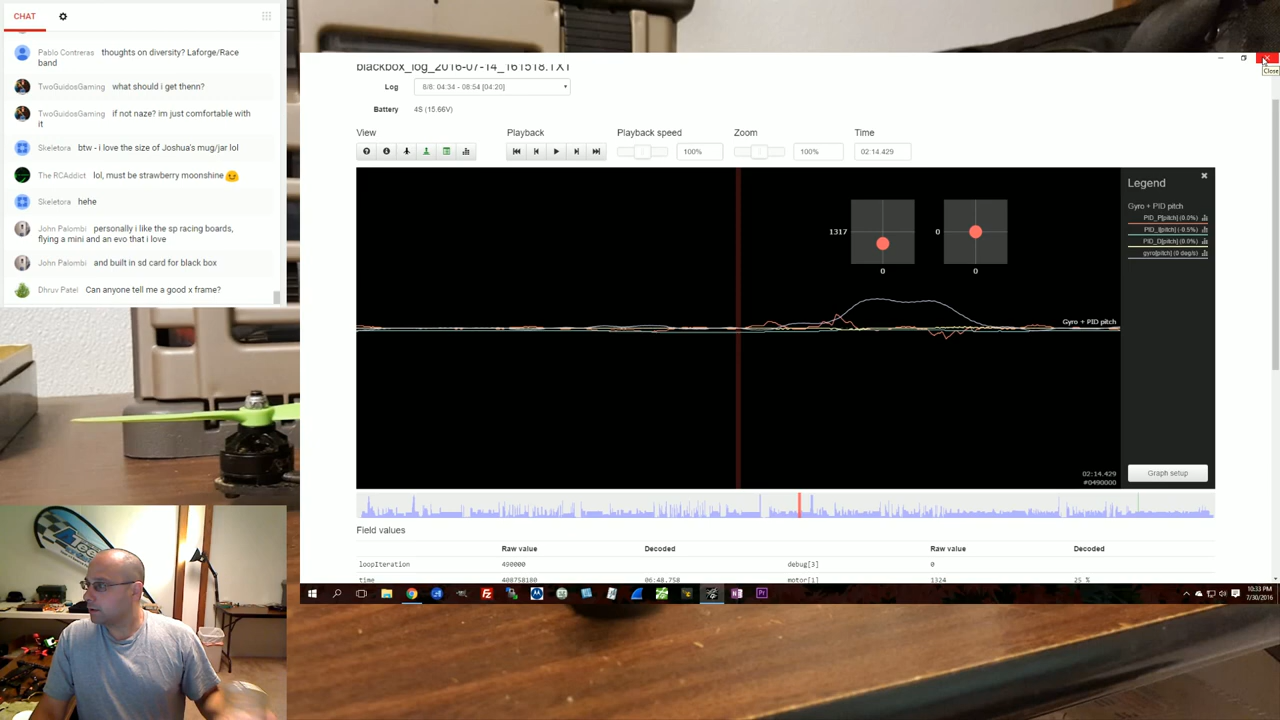 CHAT
Pablo Contreras thoughts on diversity? Laforge/Race
band
TwoGuidosGaming what should i get thenn?
TwoGuidosGaming if not naze? im just comfortable with
it
Skeletora btw - i love the size of Joshua's mug/jar lol
The RCAddict lol, must be strawberry moonshine
Skeletora hehe
John Palombi personally i like the sp racing boards,
flying a mini and an evo that i love
John Palombi and built in sd card for black box
Dhruv Patel Can anyone tell me a good x frame?
blackbox_log_2016-07-14_161518.TXT
Close
Log 8/8: 04:34 - 08:54 [04:20]
Battery 4S (15.66V)
View Playback Playback speed Zoom Time
100% 100% 02:14.429
Legend
Gyro + PID pitch
PID_P[pitch] (0.0%)
PID_I[pitch] (-0.5%)
PID_D[pitch] (0.0%)
gyro[pitch] (0 deg/s)
1317 0
0 0
Gyro + PID pitch
02:14.429
#0490000
Graph setup
Field values
Raw value Decoded Raw value Decoded
loopIteration 490000 debug[3] 0
time 408758180 06:48.758 motor[1] 1324 25 %
10:33 PM
7/30/2016